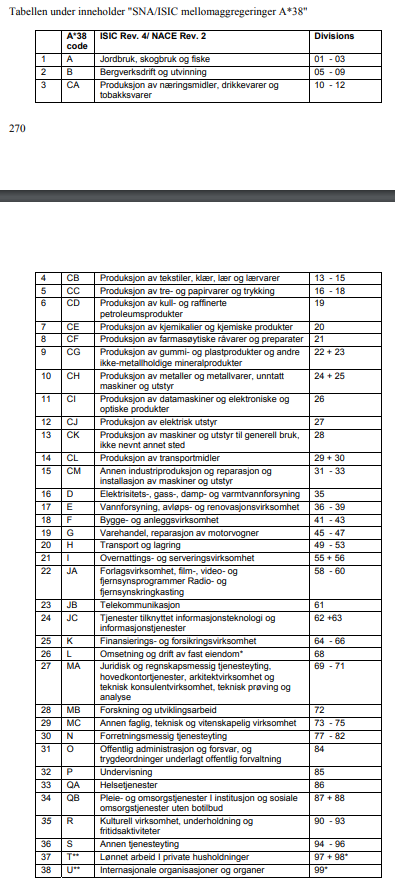 Tabellen under inneholder "SNA/ISIC mellomaggregeringer A*38"
A*38 code ISIC Rev. 4/ NACE Rev. 2 Divisions
1 A Jordbruk, skogbruk og fiske 01 - 03
2 B Bergverksdrift og utvinning 05 - 09
3 CA Produksjon av næringsmidler, drikkevarer og
tobakksvarer 10 - 12
270
4 CB Produksjon av tekstiler, klær, lær og lærvarer 13 - 15
5 CC Produksjon av tre- og papirvarer og trykking 16 - 18
6 CD Produksjon av kull- og raffinerte
petroleumsprodukter 19
7 CE Produksjon av kjemikalier og kjemiske produkter 20
8 CF Produksjon av farmasøytiske råvarer og preparater 21
9 CG Produksjon av gummi- og plastprodukter og andre
ikke-metallholdige mineralprodukter 22 + 23
10 CH Produksjon av metaller og metallvarer, unntatt
maskiner og utstyr 24 + 25
11 CI Produksjon av datamaskiner og elektroniske og
optiske produkter 26
12 CJ Produksjon av elektrisk utstyr 27
13 CK Produksjon av maskiner og utstyr til generell bruk,
ikke nevnt annet sted 28
14 CL Produksjon av transportmidler 29 + 30
15 CM Annen industriproduksjon og reparasjon og
installasjon av maskiner og utstyr 31 - 33
16 D Elektrisitets-, gass-, damp- og varmtvannforsyning 35
17 E Vannforsyning, avløps- og renovasjonsvirksomhet 36 - 39
18 F Bygge- og anleggsvirksomhet 41 - 43
19 G Varehandel, reparasjon av motorvogner 45 - 47
20 H Transport og lagring 49 - 53
21 I Overnattings- og serveringsvirksomhet 55 + 56
22 JA Forlagsvirksomhet, film-, video- og
fjernsynsprogrammer Radio- og
fjernsynskringkasting 58 - 60
23 JB Telekommunikasjon 61
24 JC Tjenester tilknyttet informasjonsteknologi og
informasjonstjenester 62 +63
25 K Finansierings- og forsikringsvirksomhet 64 - 66
26 L Omsetning og drift av fast eiendom* 68
27 MA Juridisk og regnskapsmessig tjenesteyting,
hovedkontortjenester, arkitektvirksomhet og
teknisk konsulentvirksomhet, teknisk prøving og
analyse 69 - 71
28 MB Forskning og utviklingsarbeid 72
29 MC Annen faglig, teknisk og vitenskapelig virksomhet 73 - 75
30 N Forretningsmessig tjenesteyting 77 - 82
31 O Offentlig administrasjon og forsvar, og
trygdeordninger underlagt offentlig forvaltning 84
32 P Undervisning 85
33 QA Helsetjenester 86
34 QB Pleie- og omsorgstjenester I institusjon og sosiale
omsorgstjenester uten botilbud 87 + 88
35 R Kulturell virksomhet, underholdning og
fritidsaktiviteter 90 - 93
36 S Annen tjenesteyting 94 - 96
37 T** Lønnet arbeid I private husholdninger 97 + 98*
38 U** Internasjonale organisasjoner og organer 99*